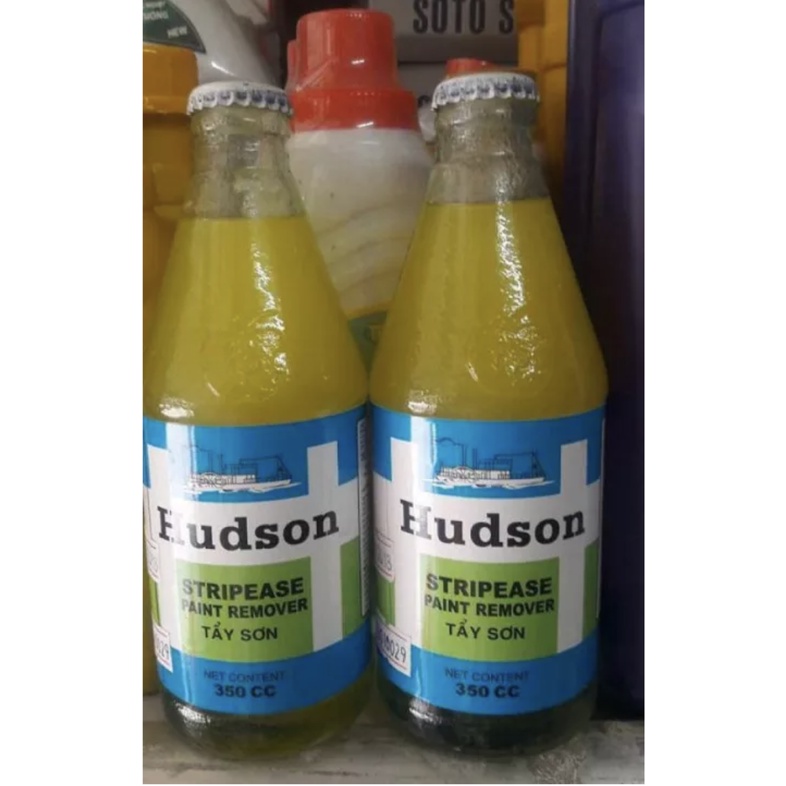 NEW
SOTO S
Hudson
STRIPEASE
PAINT REMOVER
TẨY SƠN
NET CONTENT
350 CC
Hudson
STRIPEASE
PAINT REMOVER
TẨY SƠN
NET CONTENT
350 CC